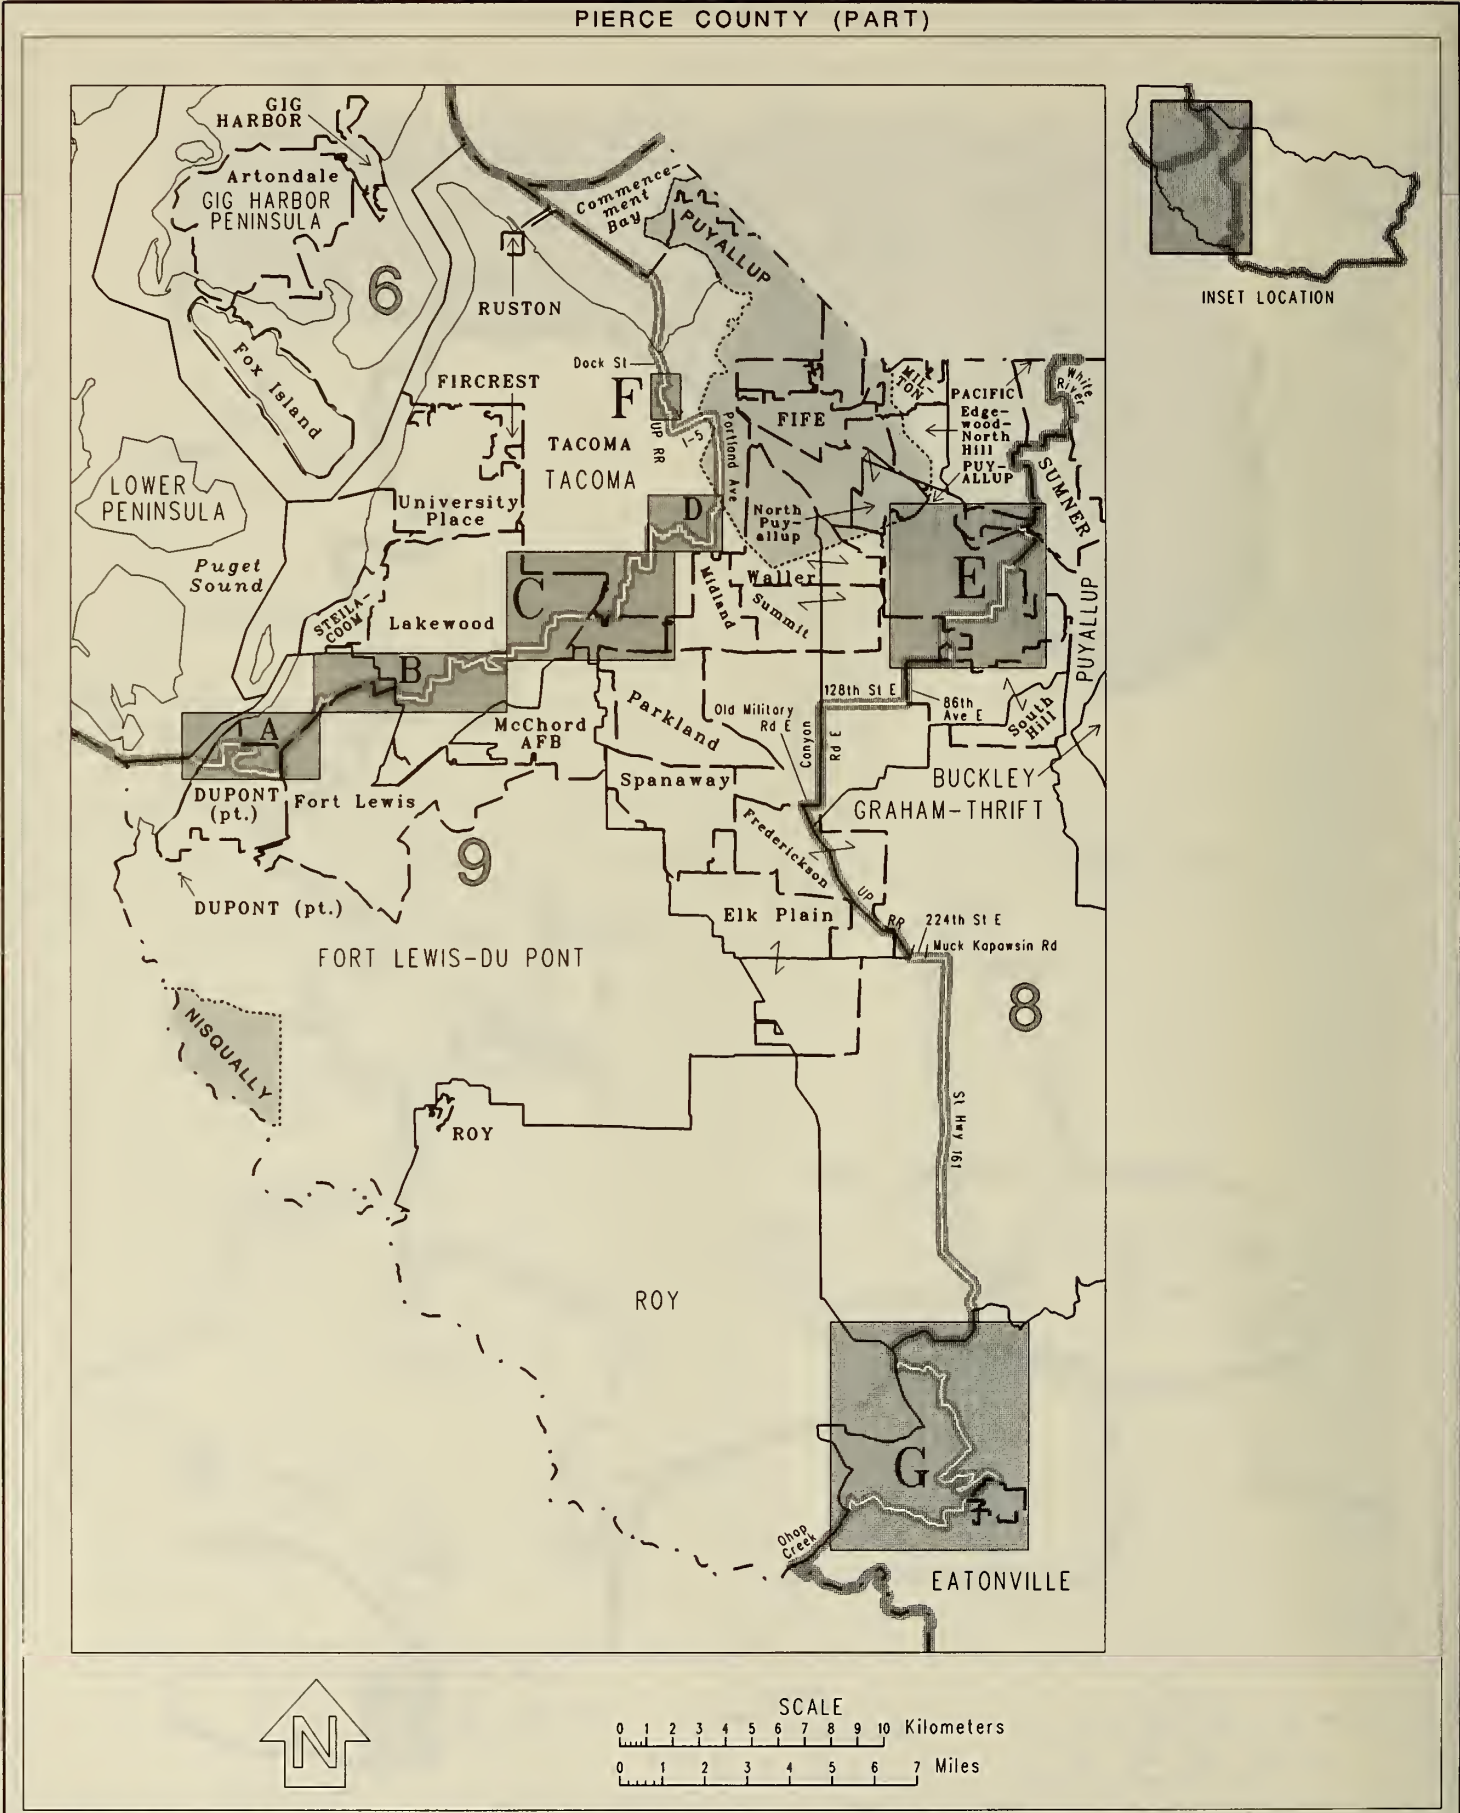 PIERCE COUNTY (PART)
GIG
HARBOR
Artondale
GIG HARBOR
PENINSULA
6
Commence-
ment
Bay
PUYALLUP
RUSTON
INSET LOCATION
Fox Island
Dock St
F
FIRCREST
TACOMA
TACOMA
UP RR
I-5
Portland Ave
FIFE
MIL-
TON
PACIFIC
White
River
Edge-
wood-
North
Hill
PUY-
ALLUP
SUMNER
LOWER
PENINSULA
University
Place
D
North
Puy-
allup
Puget
Sound
C
Waller
E
STEILA-
COOM
Lakewood
Midland
Summit
PUYALLUP
B
128th St E
86th
Ave E
South
Hill
A
McChord
AFB
Parkland
Old Military
Rd E
Canyon
Rd E
Spanaway
BUCKLEY
DUPONT
(pt.)
Fort Lewis
GRAHAM-THRIFT
Frederickson
9
DUPONT (pt.)
UP
RR
Elk Plain
224th St E
Muck Kapowsin Rd
FORT LEWIS-DU PONT
8
NISQUALLY
ROY
St Hwy 161
ROY
G
Ohop
Creek
EATONVILLE
N
SCALE
0 1 2 3 4 5 6 7 8 9 10 Kilometers
0 1 2 3 4 5 6 7 Miles